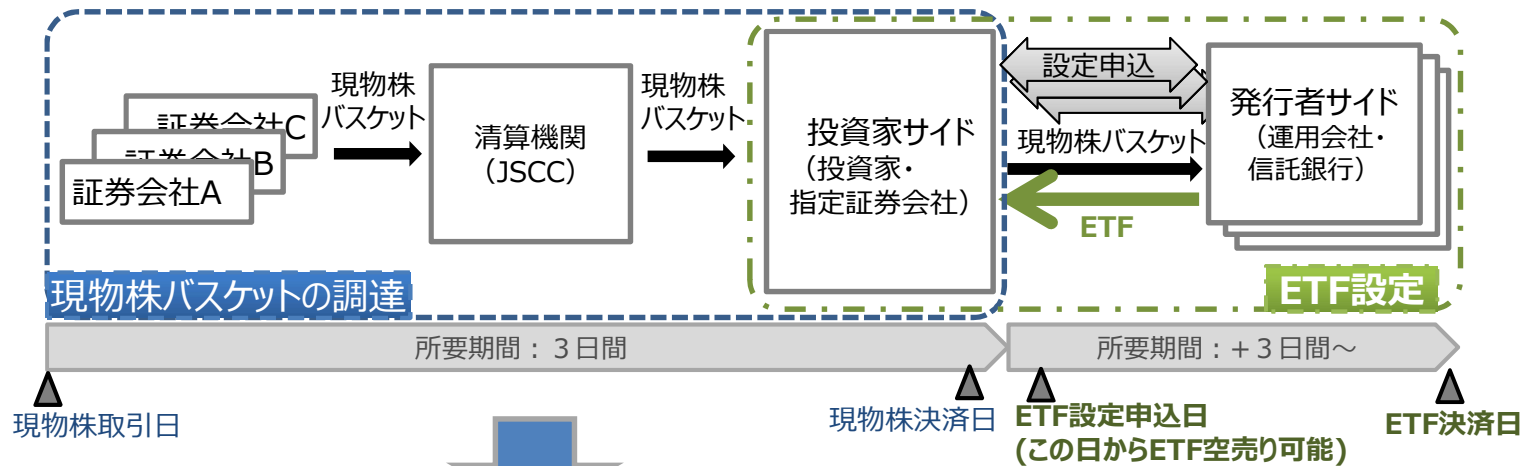 証券会社C
証券会社B
証券会社A
現物株
バスケット
清算機関
（JSCC）
現物株
バスケット
投資家サイド
（投資家・
指定証券会社）
設定申込
現物株バスケット
ETF
発行者サイド
（運用会社・
信託銀行）
現物株バスケットの調達
ETF設定
所要期間：３日間
所要期間：+３日間～
現物株取引日
現物株決済日
ETF設定申込日
(この日からETF空売り可能)
ETF決済日